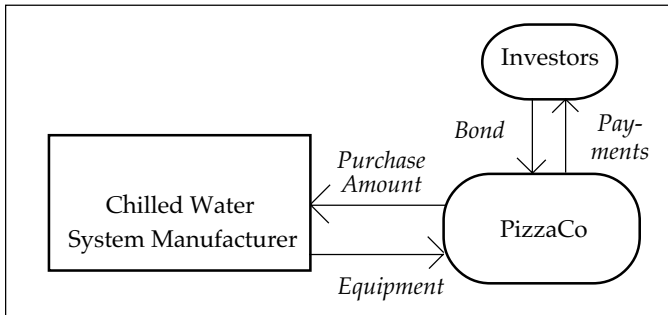 Investors
Bond
Pay-
ments
Purchase
Amount
Chilled Water
System Manufacturer
PizzaCo
Equipment